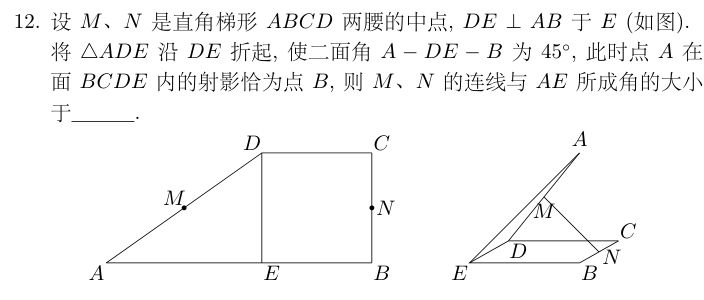 12. 设 M、N 是直角梯形 ABCD 两腰的中点, DE ⊥ AB 于 E (如图).
将 △ADE 沿 DE 折起, 使二面角 A − DE − B 为 45°, 此时点 A 在
面 BCDE 内的射影恰为点 B, 则 M、N 的连线与 AE 所成角的大小
于______.
D C A
M N M
D C
N
A E B E B